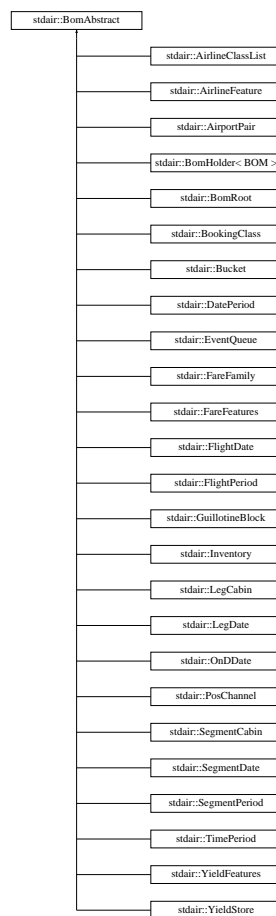 stdair::BomAbstract
stdair::AirlineClassList
stdair::AirlineFeature
stdair::AirportPair
stdair::BomHolder< BOM >
stdair::BomRoot
stdair::BookingClass
stdair::Bucket
stdair::DatePeriod
stdair::EventQueue
stdair::FareFamily
stdair::FareFeatures
stdair::FlightDate
stdair::FlightPeriod
stdair::GuillotineBlock
stdair::Inventory
stdair::LegCabin
stdair::LegDate
stdair::OnDDate
stdair::PosChannel
stdair::SegmentCabin
stdair::SegmentDate
stdair::SegmentPeriod
stdair::TimePeriod
stdair::YieldFeatures
stdair::YieldStore